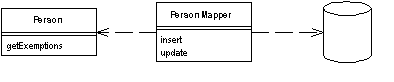 Person
getExemptions
Person Mapper
insert
update